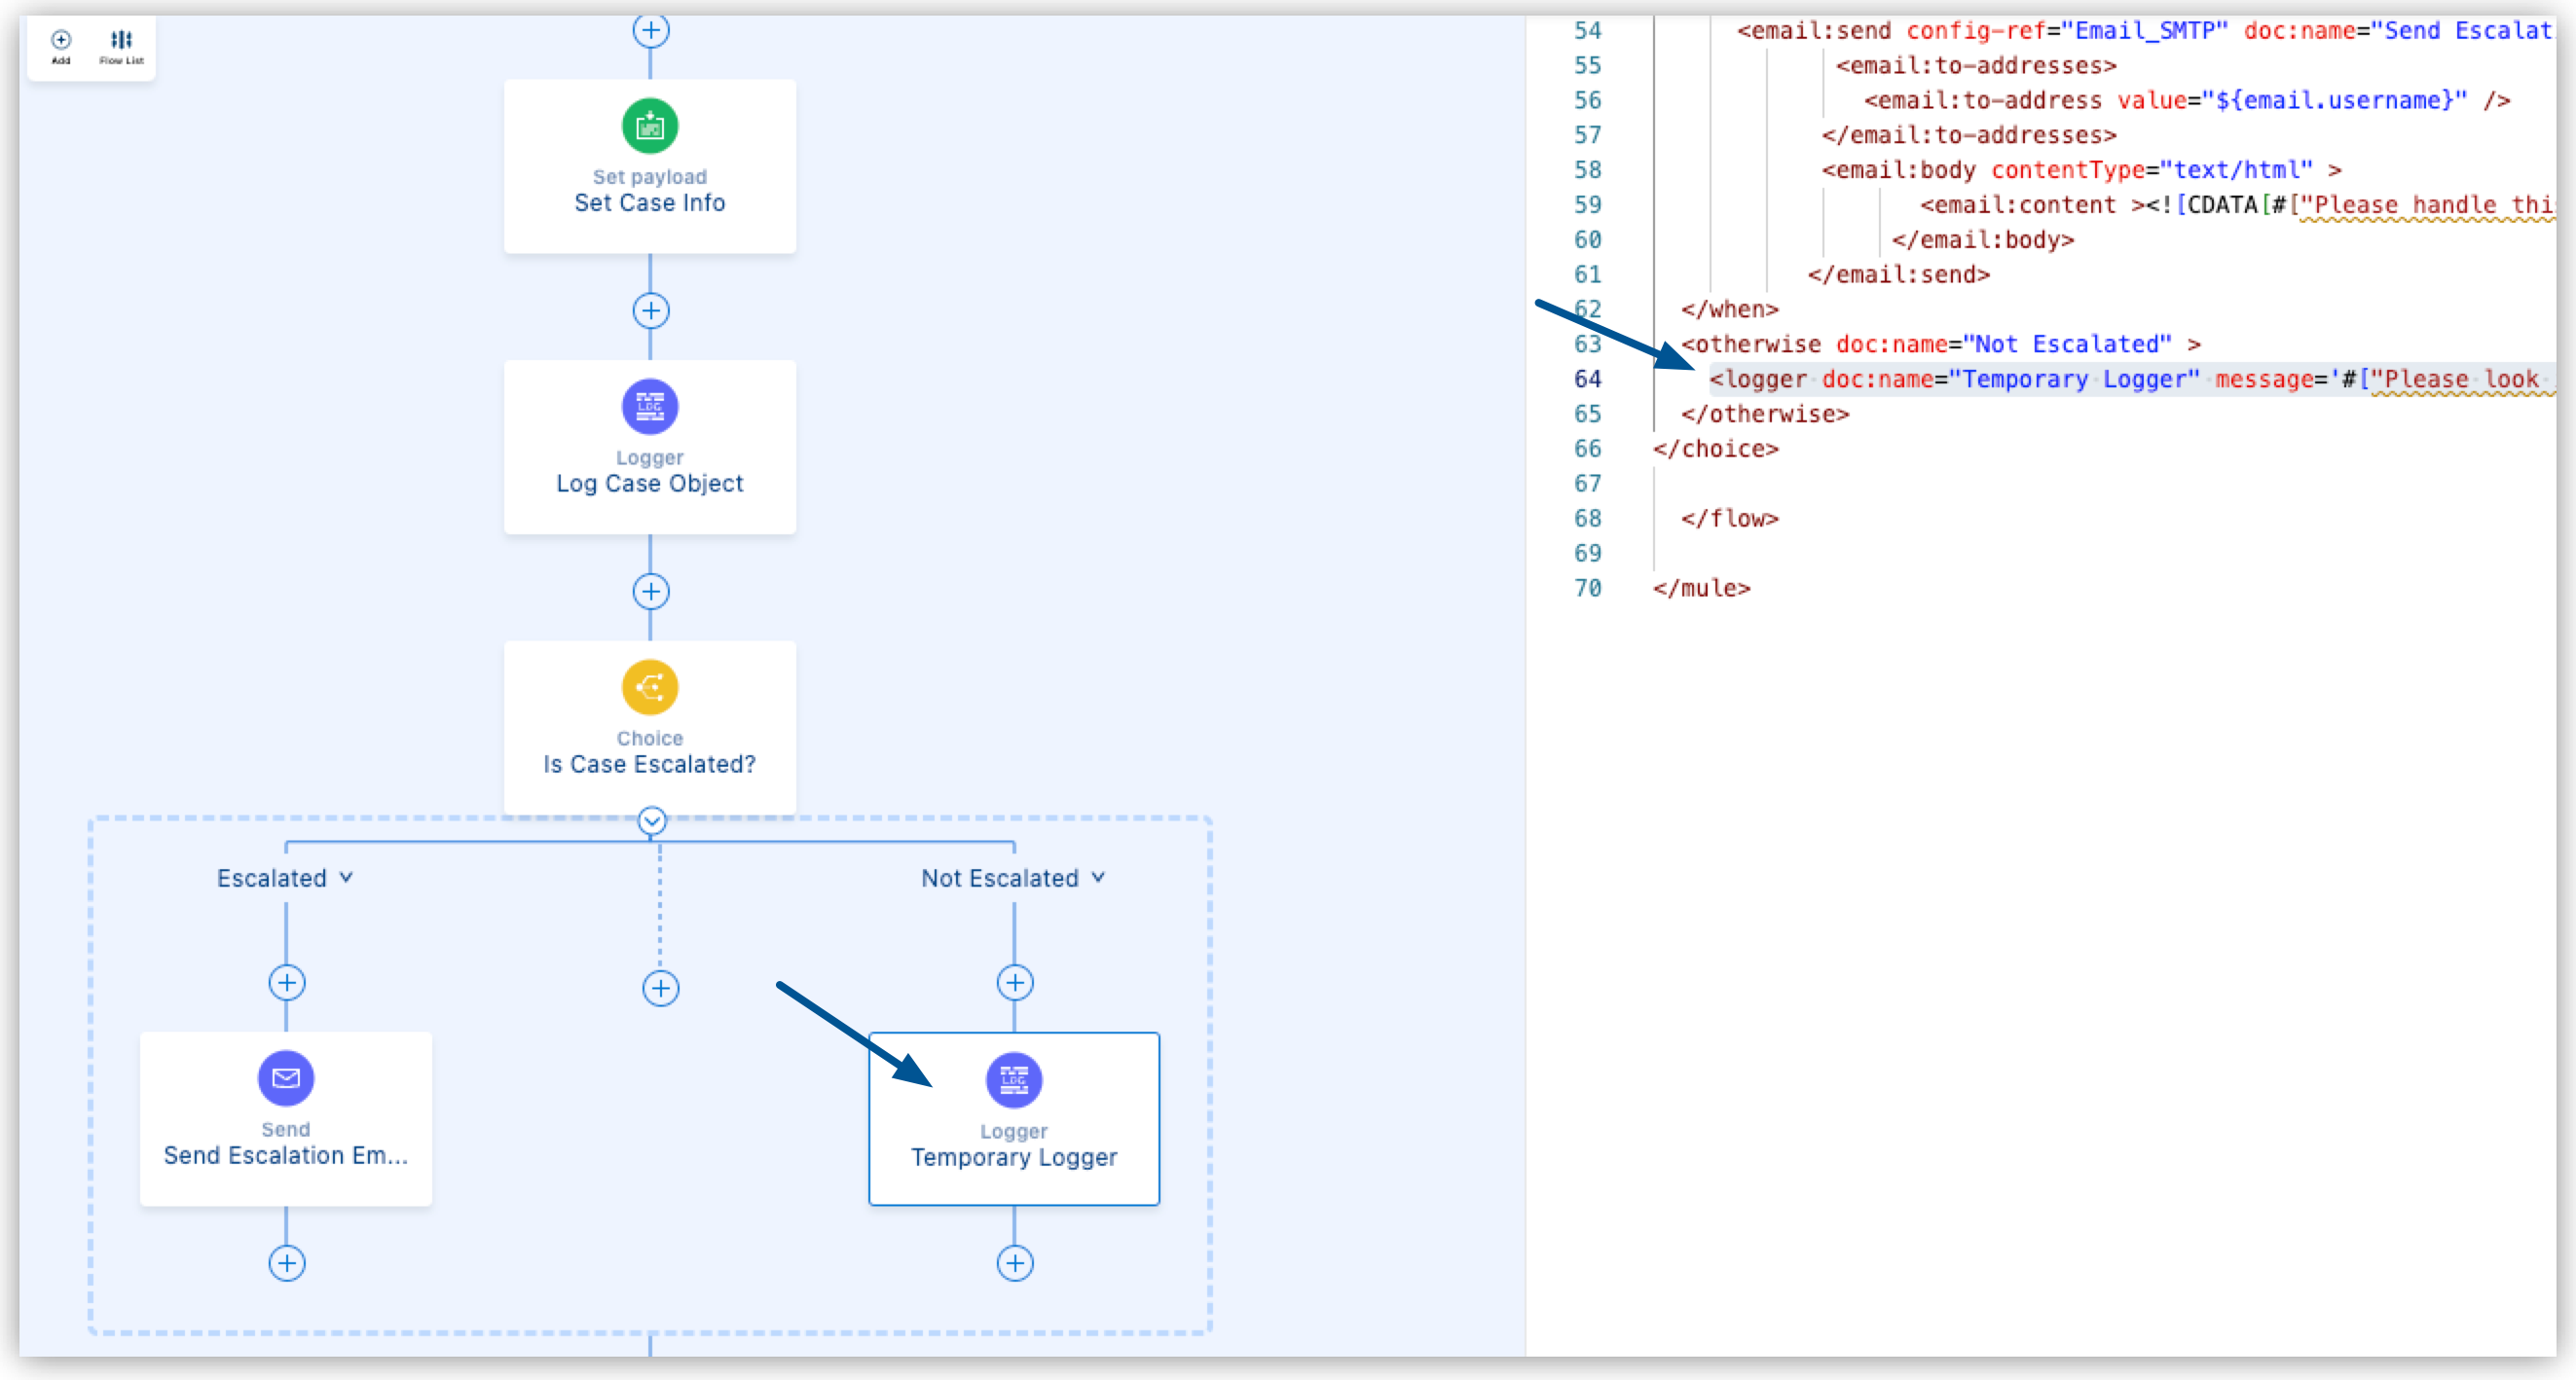 Add
Flow List
Set payload
Set Case Info
LOG
Logger
Log Case Object
Choice
Is Case Escalated?
Escalated
Not Escalated
Send
Send Escalation Em...
LOG
Logger
Temporary Logger
54 <email:send config-ref="Email_SMTP" doc:name="Send Escalat
55 <email:to-addresses>
56 <email:to-address value="${email.username}" />
57 </email:to-addresses>
58 <email:body contentType="text/html" >
59 <email:content ><![CDATA[#["Please handle thi
60 </email:body>
61 </email:send>
62 </when>
63 <otherwise doc:name="Not Escalated" >
64 <logger doc:name="Temporary Logger" message='#["Please look
65 </otherwise>
66 </choice>
67
68 </flow>
69
70 </mule>